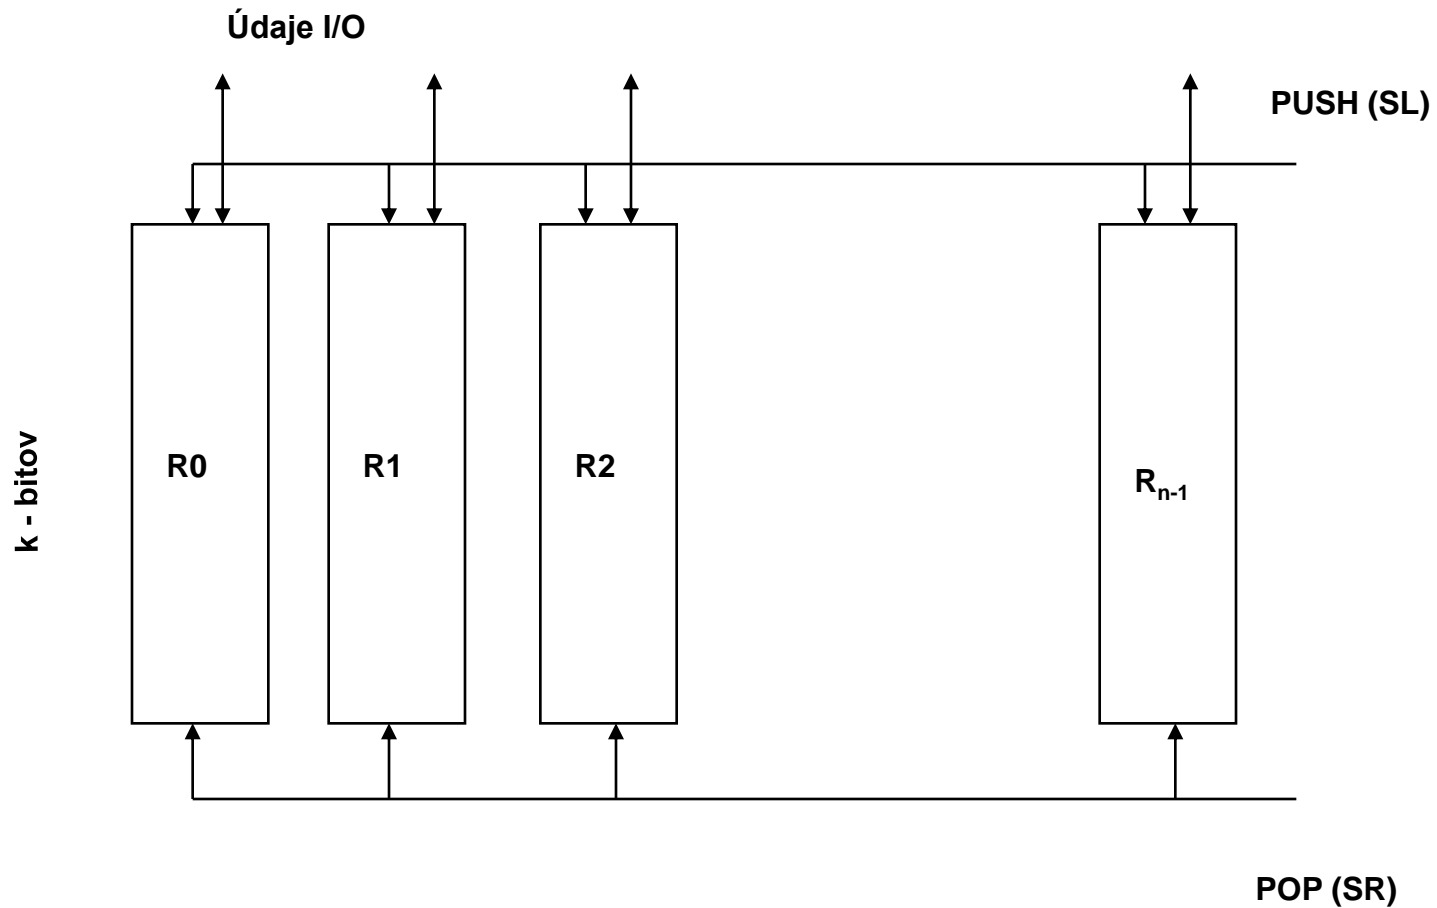 Údaje I/O
PUSH (SL)
k - bitov
R0
R1
R2
Rn-1
POP (SR)